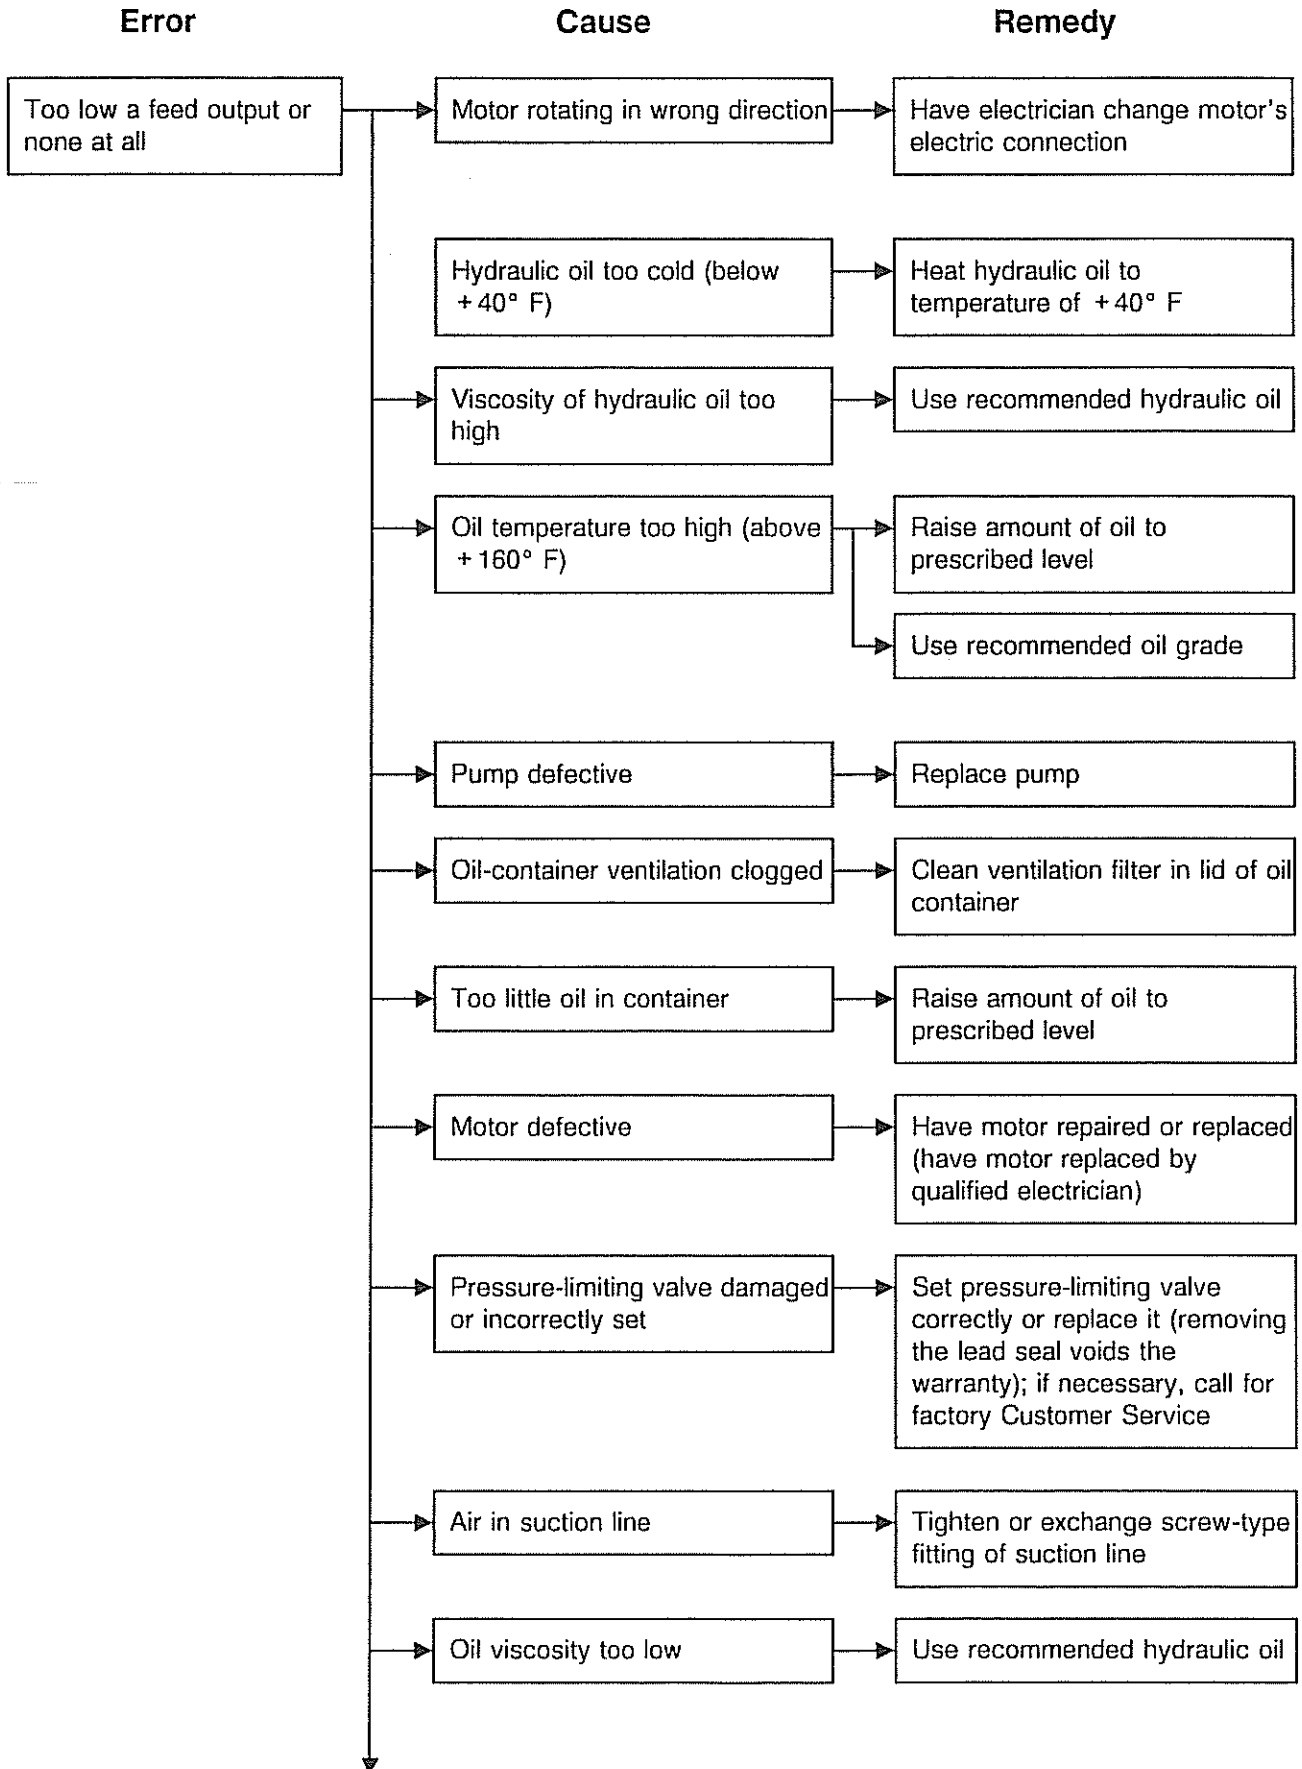 Error Cause Remedy
Too low a feed output or
none at all
Motor rotating in wrong direction
Have electrician change motor's
electric connection
Hydraulic oil too cold (below
+40° F)
Heat hydraulic oil to
temperature of +40° F
Viscosity of hydraulic oil too
high
Use recommended hydraulic oil
Oil temperature too high (above
+160° F)
Raise amount of oil to
prescribed level
Use recommended oil grade
Pump defective
Replace pump
Oil-container ventilation clogged
Clean ventilation filter in lid of oil
container
Too little oil in container
Raise amount of oil to
prescribed level
Motor defective
Have motor repaired or replaced
(have motor replaced by
qualified electrician)
Pressure-limiting valve damaged
or incorrectly set
Set pressure-limiting valve
correctly or replace it (removing
the lead seal voids the
warranty); if necessary, call for
factory Customer Service
Air in suction line
Tighten or exchange screw-type
fitting of suction line
Oil viscosity too low
Use recommended hydraulic oil